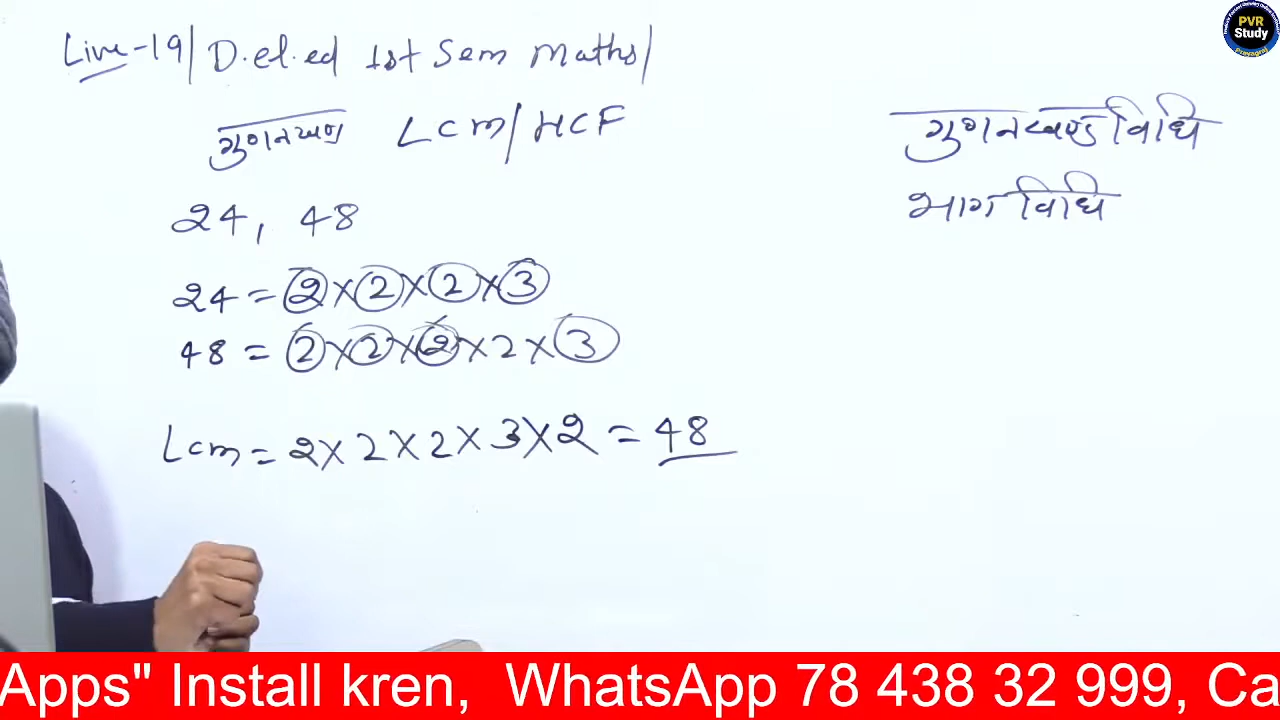 Live-19/ D.el.ed 1st Sem Maths/
गुणनखण्ड LCM/HCF
गुणनखण्ड विधि
भाग विधि
24, 48
24 = 2×2×2×3
48 = 2×2×2×2×3
Lcm = 2×2×2×3×2 = 48
PVR
Study
Prayagraj
Apps" Install kren, WhatsApp 78 438 32 999, Ca